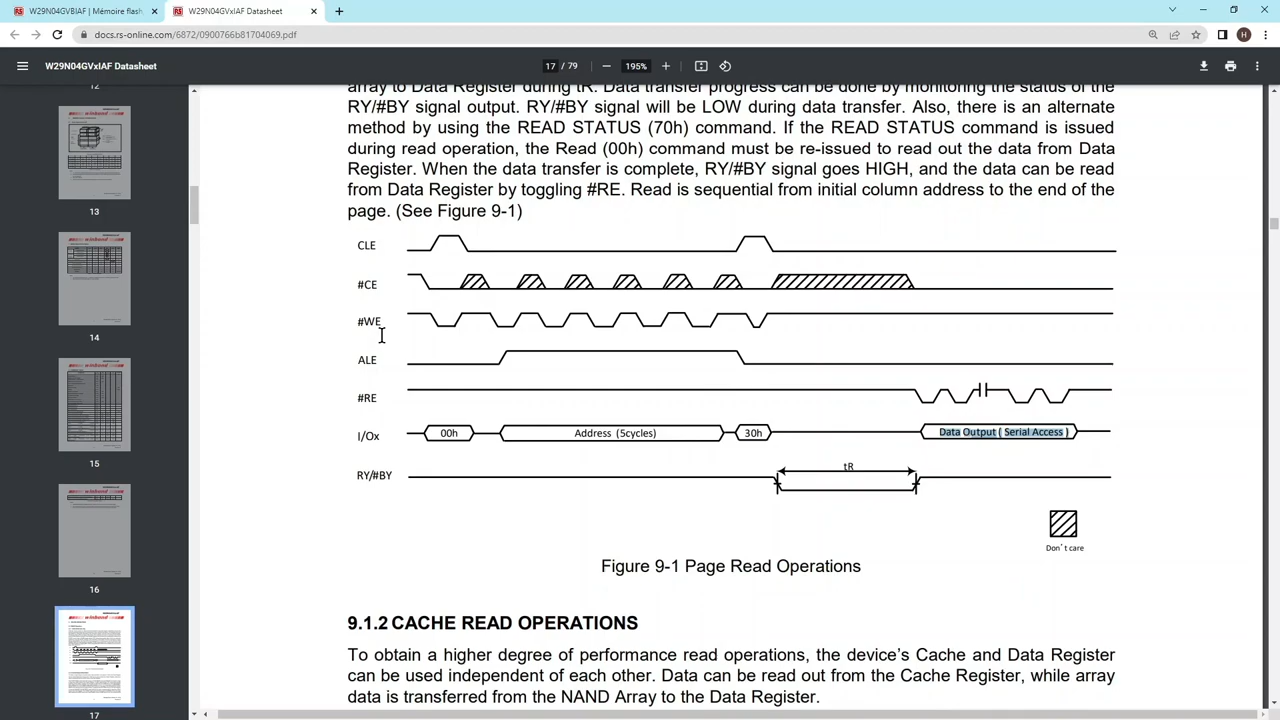 W29N04GVBIAF | Mémoire flash
W29N04GVxIAF Datasheet
docs.rs-online.com/6872/0900766b81704069.pdf
H
W29N04GVxIAF Datasheet
17 / 79
195%
12
13
14
15
16
17
array to Data Register during tR. Data transfer progress can be done by monitoring the status of the
RY/#BY signal output. RY/#BY signal will be LOW during data transfer. Also, there is an alternate
method by using the READ STATUS (70h) command. If the READ STATUS command is issued
during read operation, the Read (00h) command must be re-issued to read out the data from Data
Register. When the data transfer is complete, RY/#BY signal goes HIGH, and the data can be read
from Data Register by toggling #RE. Read is sequential from initial column address to the end of the
page. (See Figure 9-1)
CLE
#CE
#WE
ALE
#RE
I/Ox
00h
Address (5cycles)
30h
Data Output ( Serial Access )
RY/#BY
tR
Don't care
Figure 9-1 Page Read Operations
9.1.2 CACHE READ OPERATIONS
To obtain a higher degree of performance read operations, the device's Cache and Data Register
can be used independent of each other. Data can be read out from the Cache Register, while array
data is transferred from the NAND Array to the Data Register.